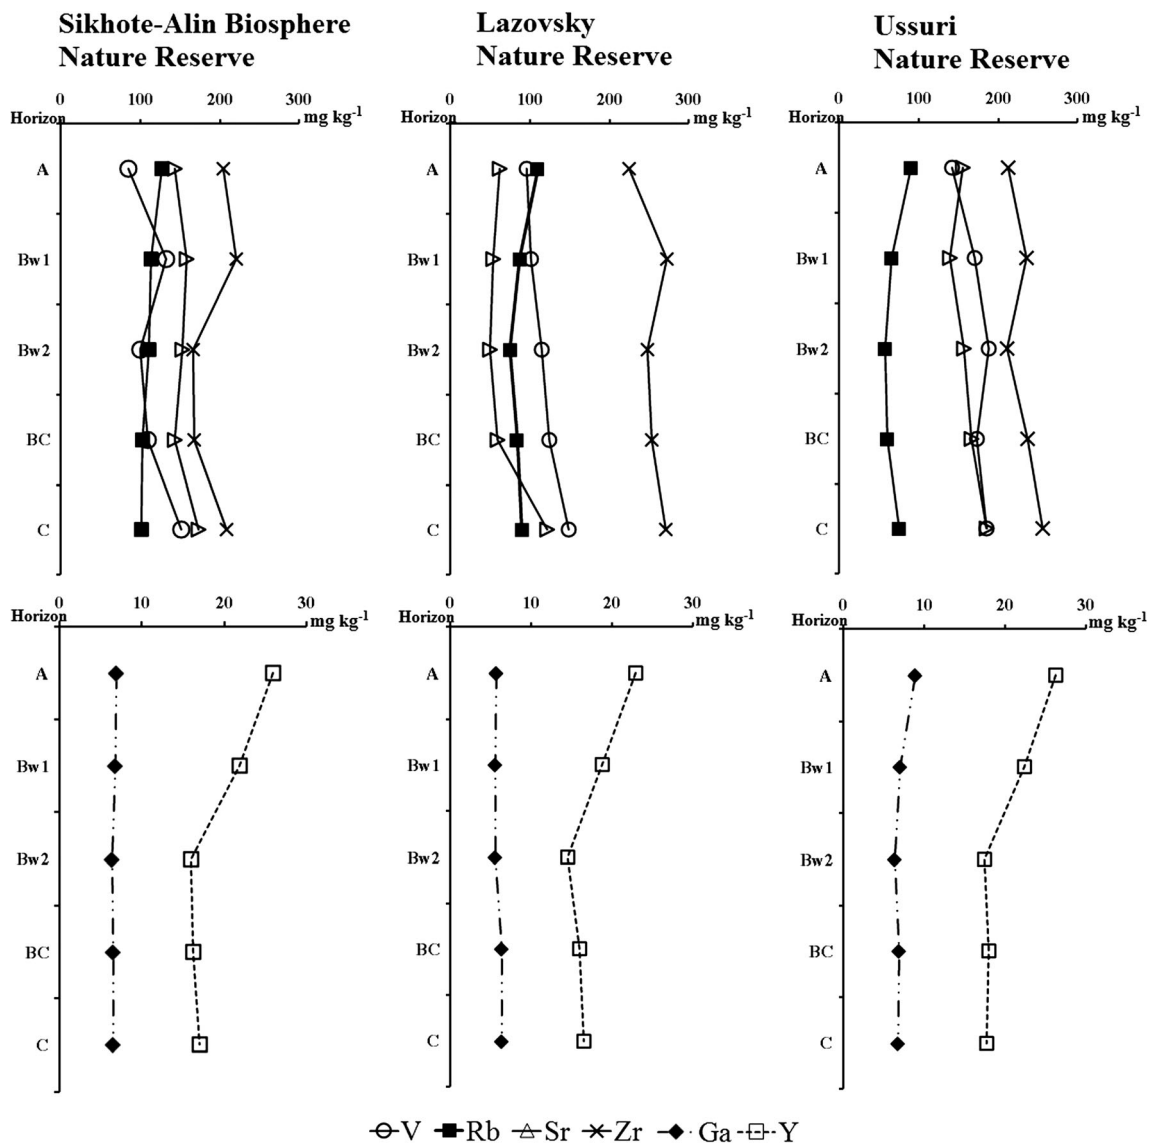 Sikhote-Alin Biosphere
Nature Reserve
Lazovsky
Nature Reserve
Ussuri
Nature Reserve
0 100 200 300
Horizon mg kg-1
A
Bw1
Bw2
BC
C
0 100 200 300
Horizon mg kg-1
A
Bw1
Bw2
BC
C
0 100 200 300
Horizon mg kg-1
A
Bw1
Bw2
BC
C
0 10 20 30
Horizon mg kg-1
A
Bw1
Bw2
BC
C
0 10 20 30
Horizon mg kg-1
A
Bw1
Bw2
BC
C
0 10 20 30
Horizon mg kg-1
A
Bw1
Bw2
BC
C
V Rb Sr Zr Ga Y